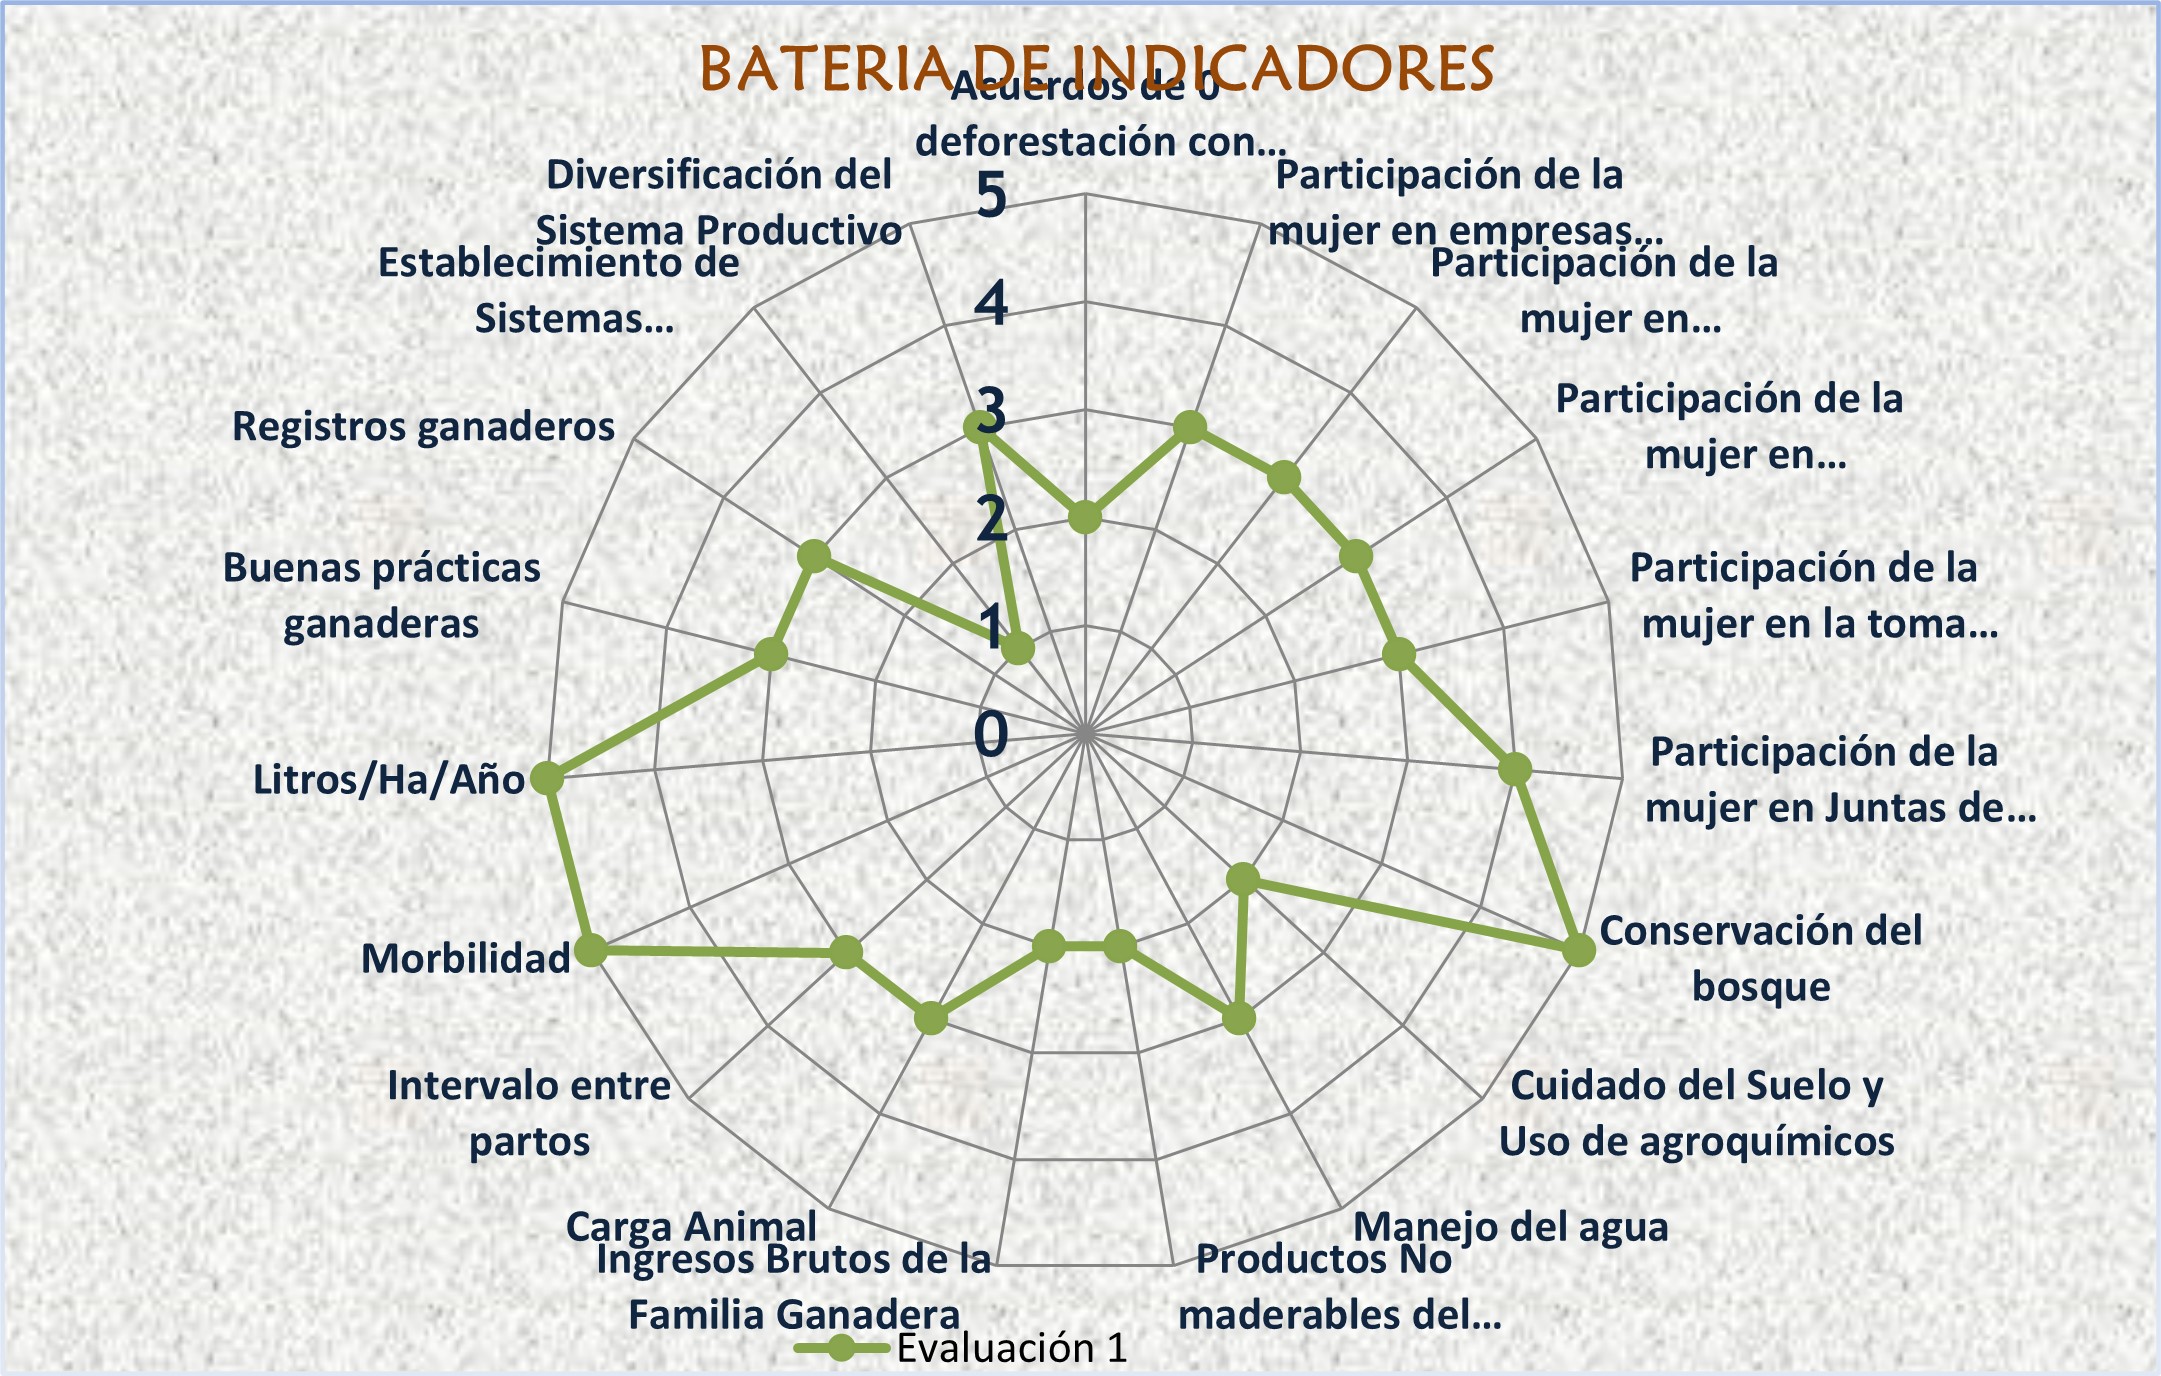 BATERIA DE INDICADORES
Acuerdos de 0
deforestación con...
Participación de la
mujer en empresas...
Participación de la
mujer en...
Participación de la
mujer en...
Participación de la
mujer en la toma...
Participación de la
mujer en Juntas de...
Conservación del
bosque
Cuidado del Suelo y
Uso de agroquímicos
Manejo del agua
Productos No
maderables del...
Ingresos Brutos de la
Familia Ganadera
Carga Animal
Intervalo entre
partos
Morbilidad
Litros/Ha/Año
Buenas prácticas
ganaderas
Registros ganaderos
Establecimiento de
Sistemas...
Diversificación del
Sistema Productivo
5
4
3
2
1
0
Evaluación 1